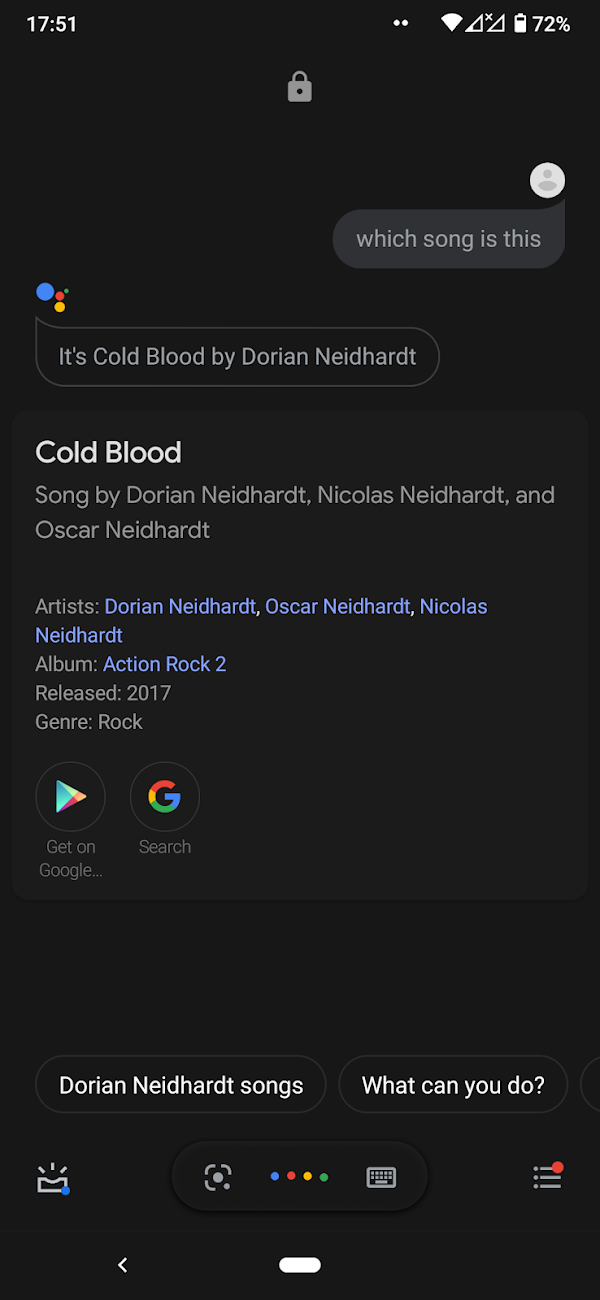 17:51
72%
which song is this
It's Cold Blood by Dorian Neidhardt
Cold Blood
Song by Dorian Neidhardt, Nicolas Neidhardt, and
Oscar Neidhardt
Artists: Dorian Neidhardt, Oscar Neidhardt, Nicolas
Neidhardt
Album: Action Rock 2
Released: 2017
Genre: Rock
Get on
Google...
Search
Dorian Neidhardt songs
What can you do?